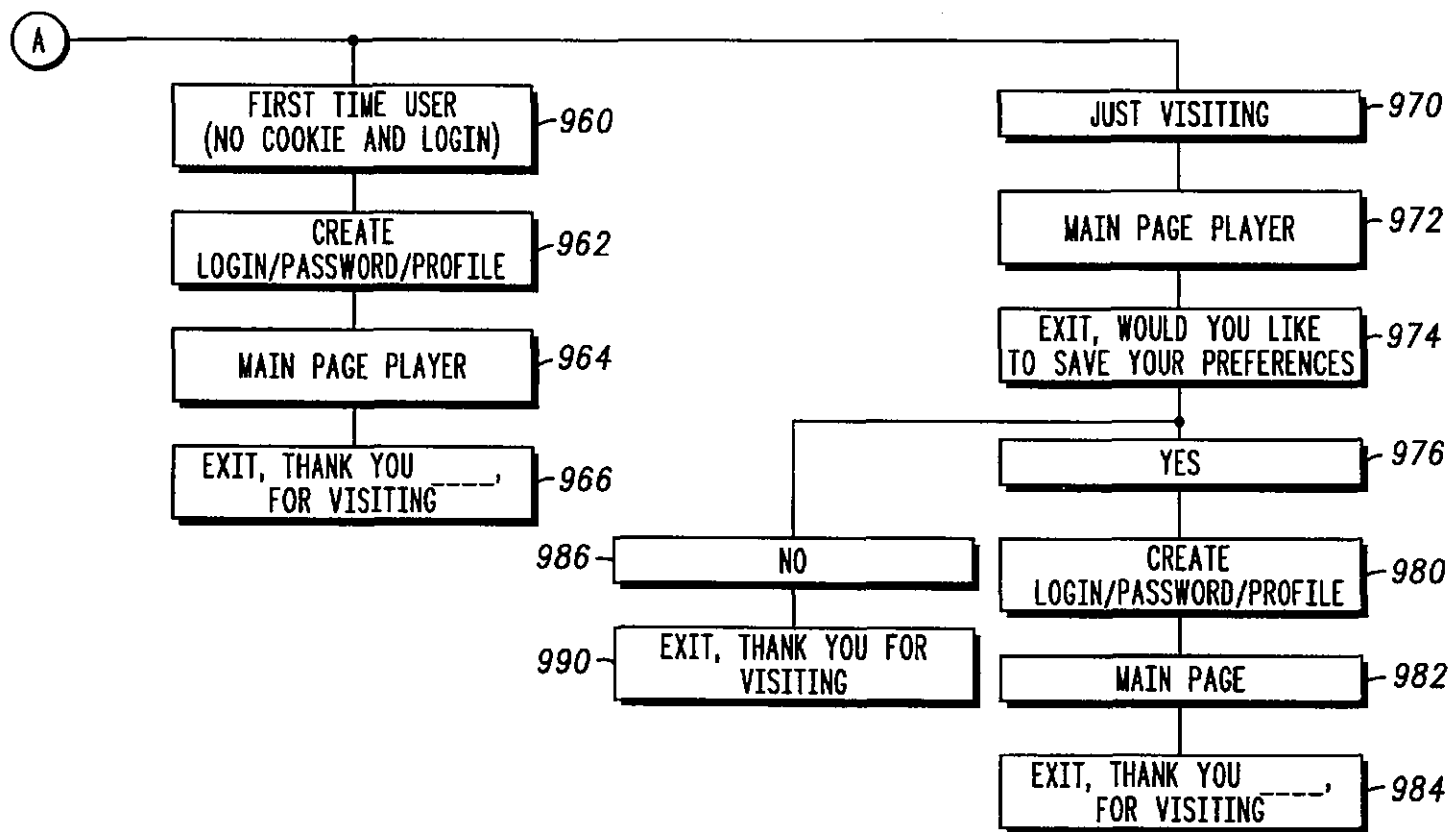 A
FIRST TIME USER
(NO COOKIE AND LOGIN)
960
CREATE
LOGIN/PASSWORD/PROFILE
962
MAIN PAGE PLAYER
964
EXIT, THANK YOU ____,
FOR VISITING
966
JUST VISITING
970
MAIN PAGE PLAYER
972
EXIT, WOULD YOU LIKE
TO SAVE YOUR PREFERENCES
974
YES
976
986
NO
990
EXIT, THANK YOU FOR
VISITING
CREATE
LOGIN/PASSWORD/PROFILE
980
MAIN PAGE
982
EXIT, THANK YOU ____,
FOR VISITING
984